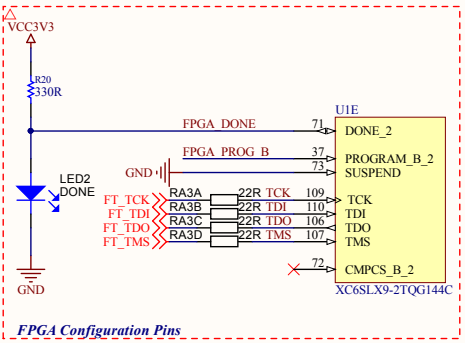 VCC3V3
R20
330R
U1E
FPGA_DONE
71
DONE_2
FPGA_PROG_B
37
PROGRAM_B_2
GND
73
SUSPEND
LED2
DONE
FT_TCK
RA3A
22R
TCK
109
TCK
FT_TDI
RA3B
22R
TDI
110
TDI
FT_TDO
RA3C
22R
TDO
106
TDO
FT_TMS
RA3D
22R
TMS
107
TMS
72
CMPCS_B_2
GND
XC6SLX9-2TQG144C
FPGA Configuration Pins